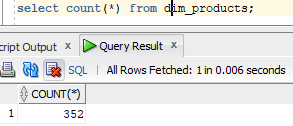 select count(*) from dim_products;
cript Output × Query Result ×
SQL | All Rows Fetched: 1 in 0.006 seconds
COUNT(*)
1 352